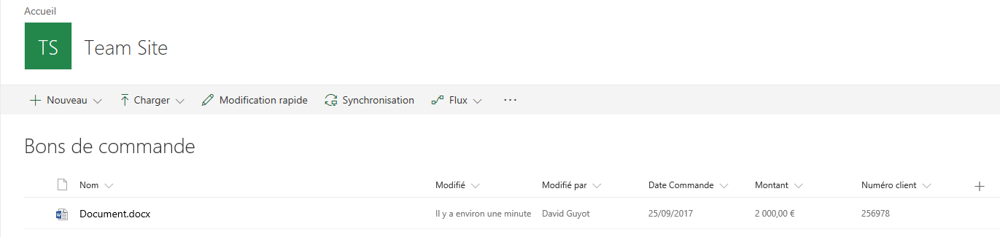 Accueil
TS Team Site
Nouveau Charger Modification rapide Synchronisation Flux ...
Bons de commande
Nom Modifié Modifié par Date Commande Montant Numéro client
Document.docx Il y a environ une minute David Guyot 25/09/2017 2 000,00 € 256978